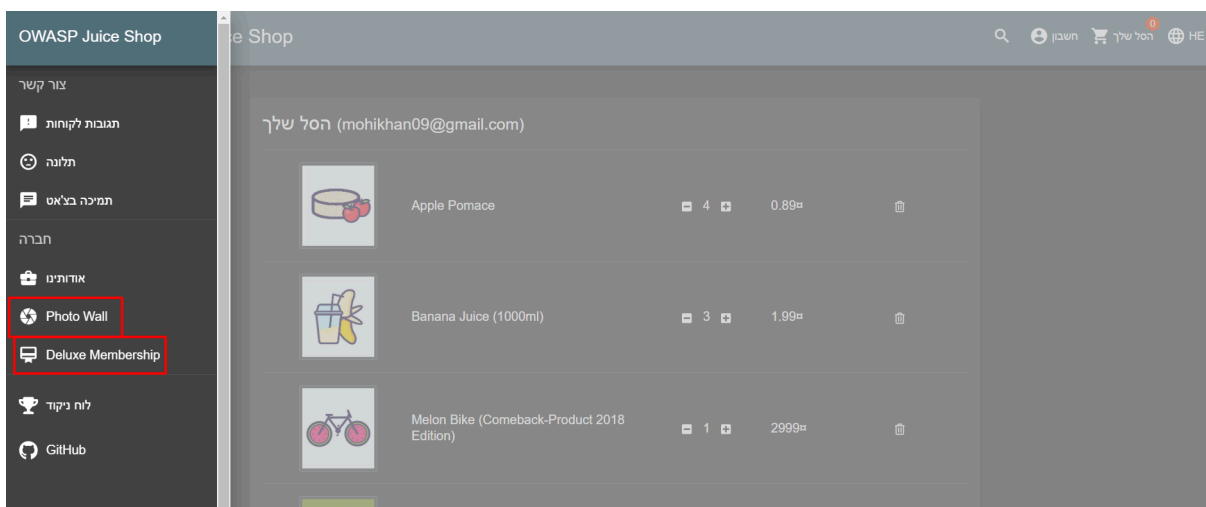 OWASP Juice Shop
e Shop
חשבון
הסל שלך
0
HE
צור קשר
תגובות לקוחות
תלונה
תמיכה בצ'אט
חברה
אודותינו
Photo Wall
Deluxe Membership
לוח ניקוד
GitHub
הסל שלך (mohikhan09@gmail.com)
Apple Pomace
4
0.89¤
Banana Juice (1000ml)
3
1.99¤
Melon Bike (Comeback-Product 2018
Edition)
1
2999¤